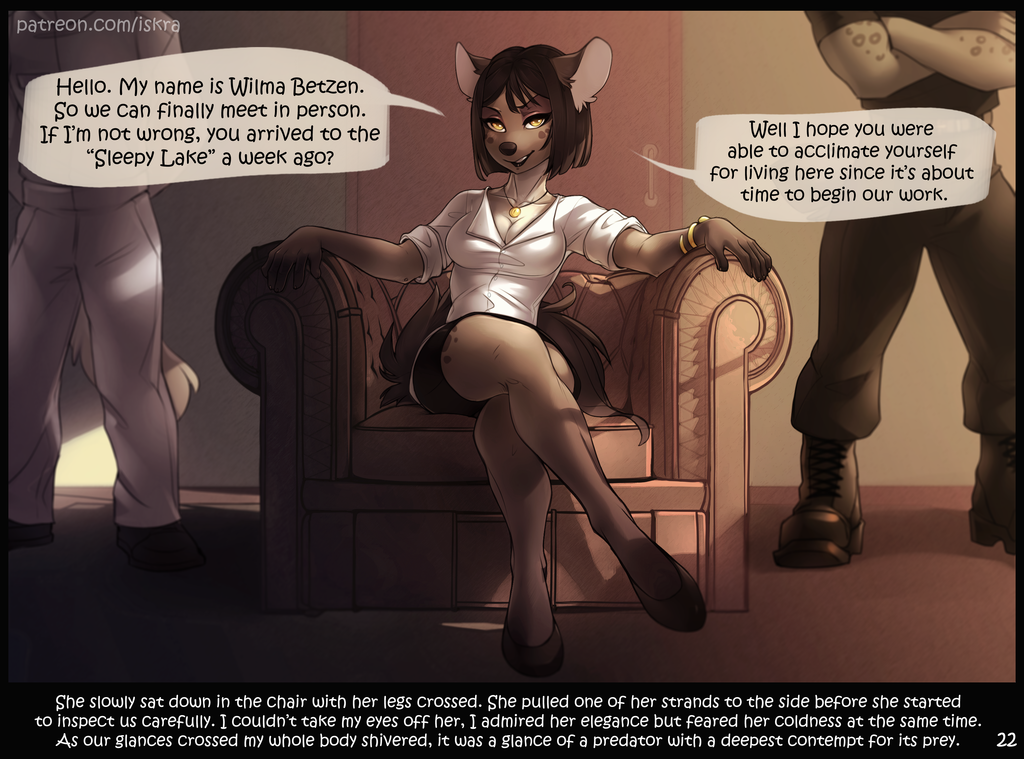 patreon.com/iskra
Hello. My name is Wilma Betzen.
So we can finally meet in person.
If I'm not wrong, you arrived to the
"Sleepy Lake" a week ago?
Well I hope you were
able to acclimate yourself
for living here since it's about
time to begin our work.
She slowly sat down in the chair with her legs crossed. She pulled one of her strands to the side before she started
to inspect us carefully. I couldn't take my eyes off her, I admired her elegance but feared her coldness at the same time.
As our glances crossed my whole body shivered, it was a glance of a predator with a deepest contempt for its prey.
22